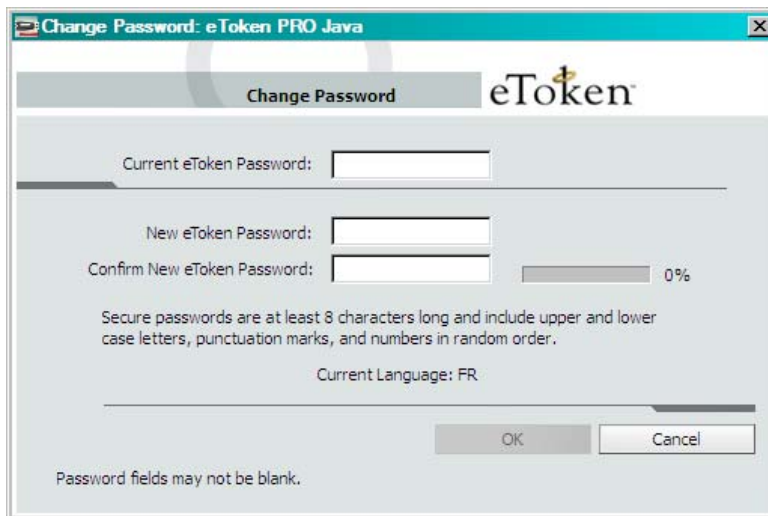 Change Password: eToken PRO Java
Change Password
eToken
Current eToken Password:
New eToken Password:
Confirm New eToken Password:
0%
Secure passwords are at least 8 characters long and include upper and lower
case letters, punctuation marks, and numbers in random order.
Current Language: FR
OK Cancel
Password fields may not be blank.